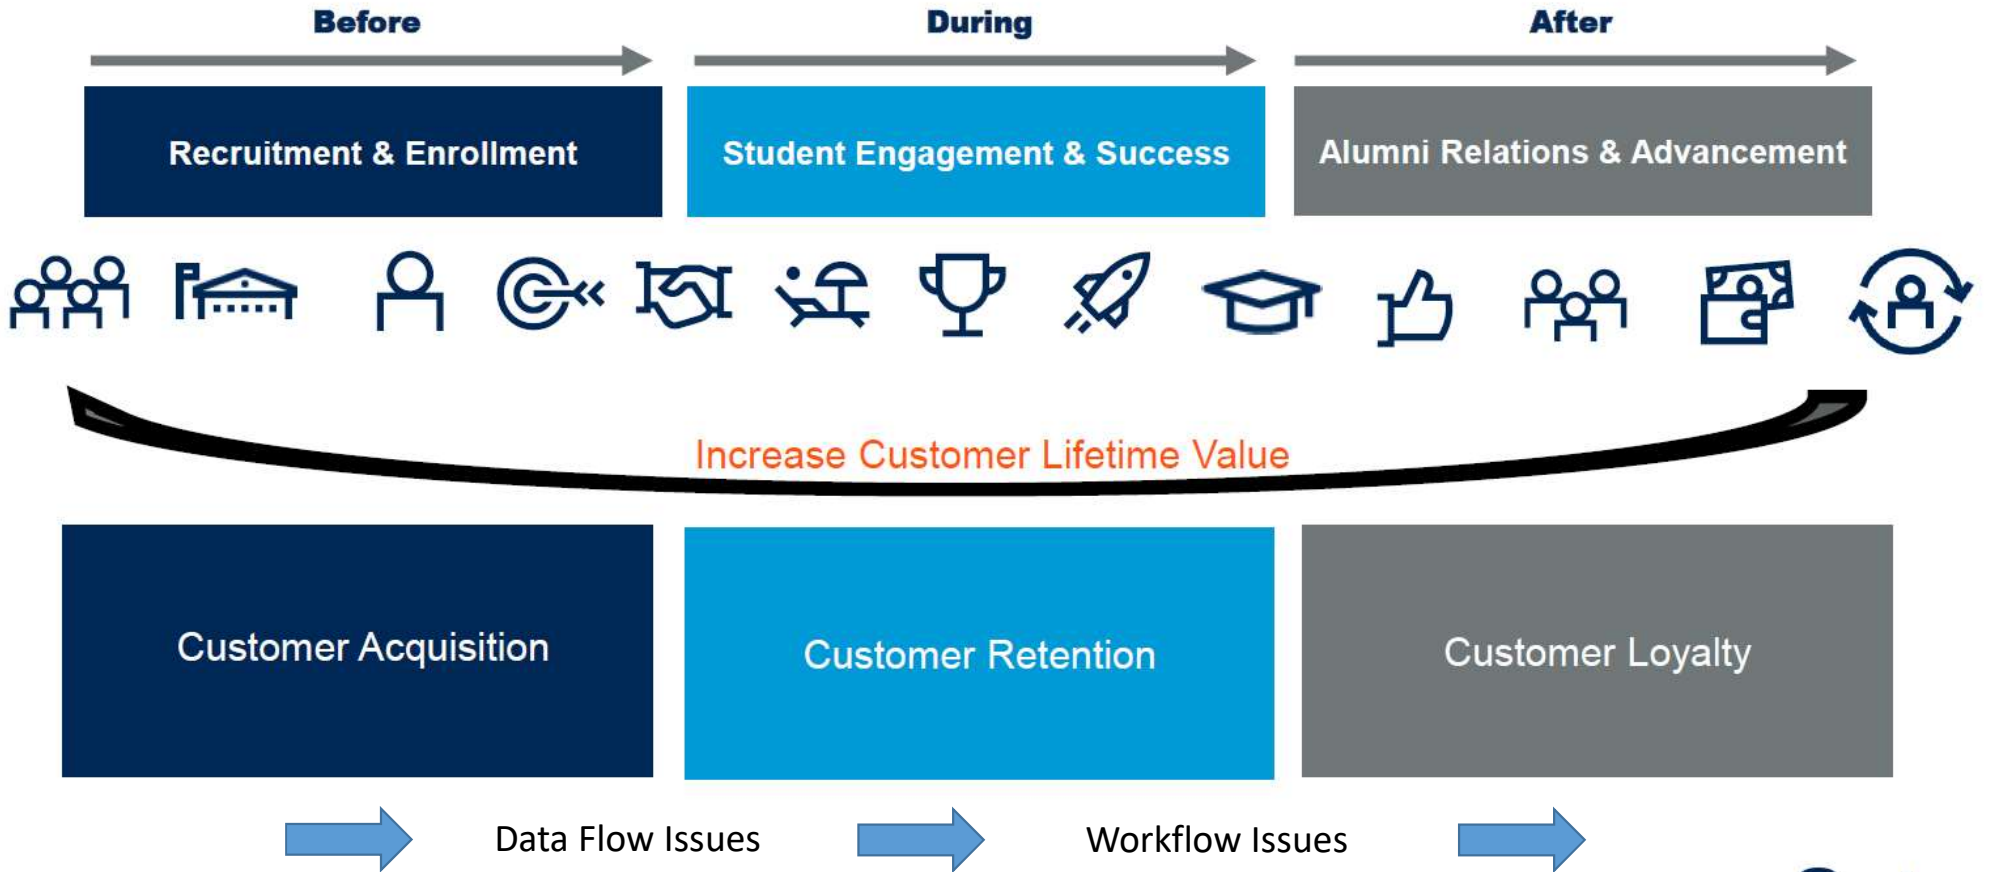 Before
During
After
Recruitment & Enrollment
Student Engagement & Success
Alumni Relations & Advancement
Increase Customer Lifetime Value
Customer Acquisition
Customer Retention
Customer Loyalty
Data Flow Issues
Workflow Issues